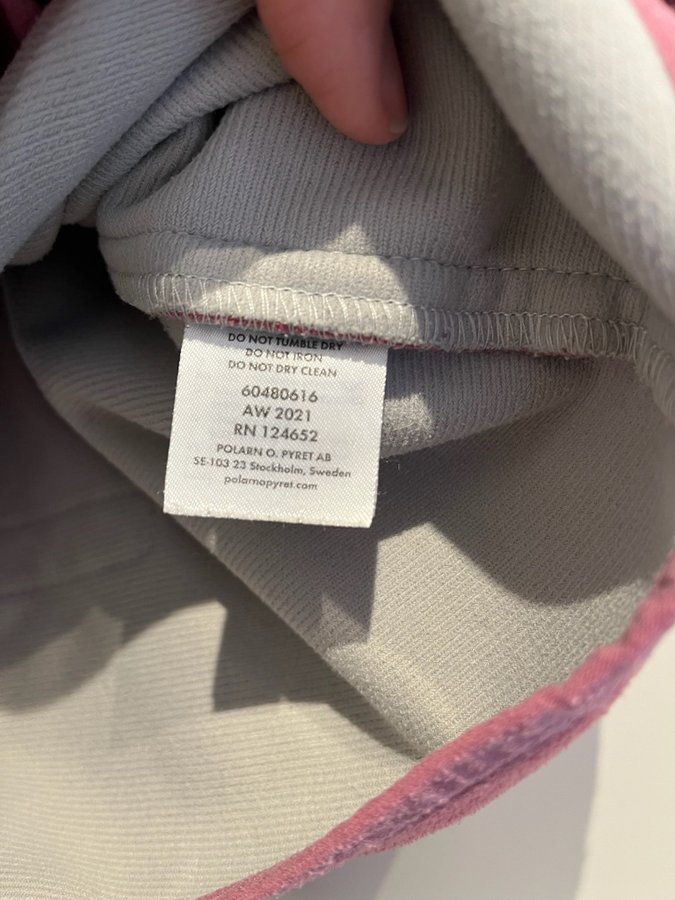 DO NOT TUMBLE DRY
DO NOT IRON
DO NOT DRY CLEAN
60480616
AW 2021
RN 124652
POLARN O. PYRET AB
SE-103 23 Stockholm, Sweden
polarnopyret.com